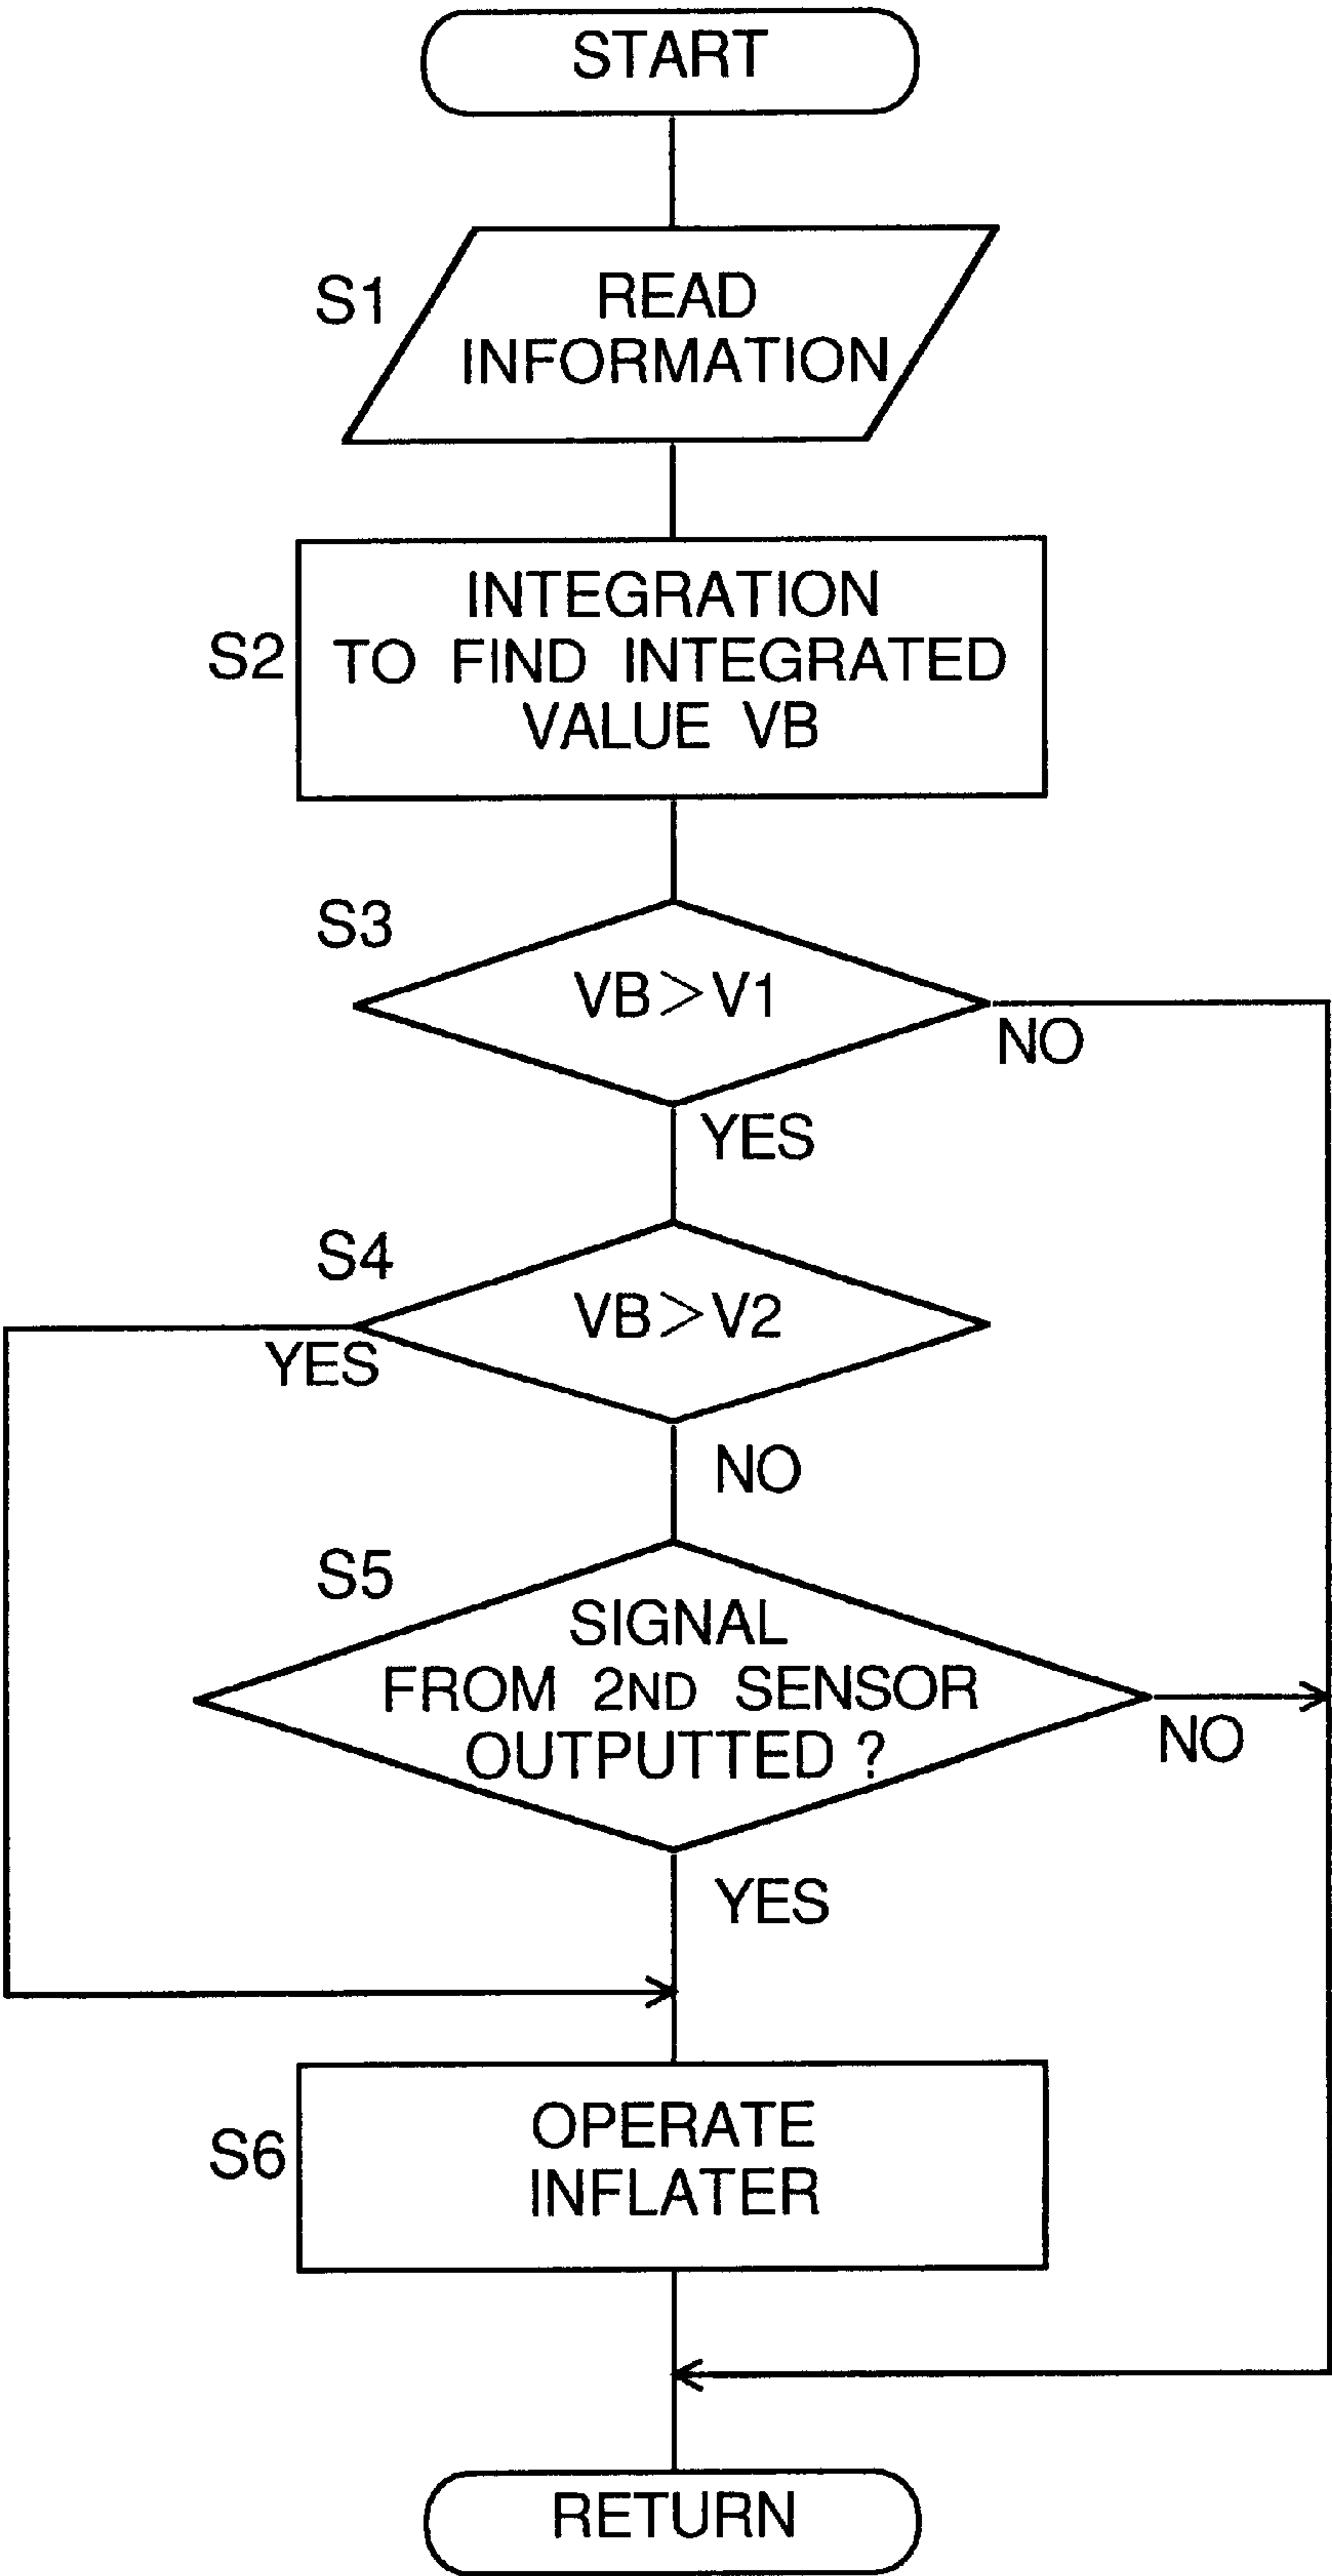 START
S1
READ
INFORMATION
S2
INTEGRATION
TO FIND INTEGRATED
VALUE VB
S3
VB>V1
NO
YES
S4
VB>V2
YES
NO
S5
SIGNAL
FROM 2ND SENSOR
OUTPUTTED ?
NO
YES
S6
OPERATE
INFLATER
RETURN